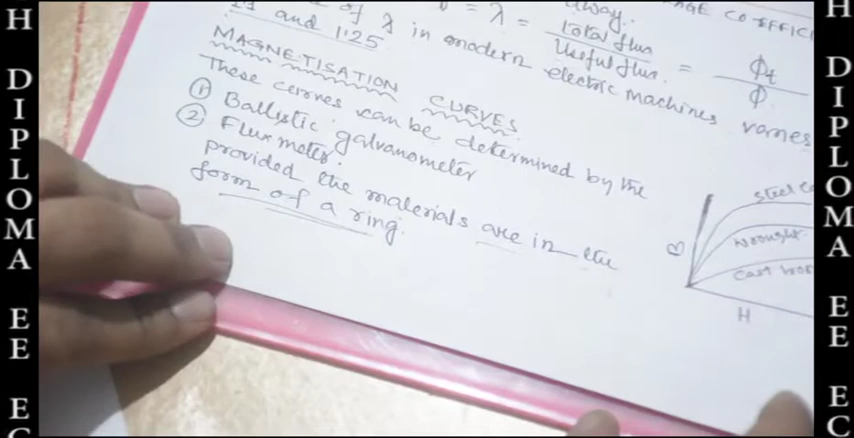 AGE COEFFICI
away.
of λ = λ = total flux / Useful flux = ϕt / ϕ
and 1.25 in modern electric machines varies
MAGNETISATION CURVES
These curves can be determined by the
① Ballistic galvanometer
② Flux meter.
provided the materials are in the
form of a ring.
B
Steel
Wrought
Cast Iron
H
H
DIPLOMA
EE
EC
H
DIPLOMA
EE
EC